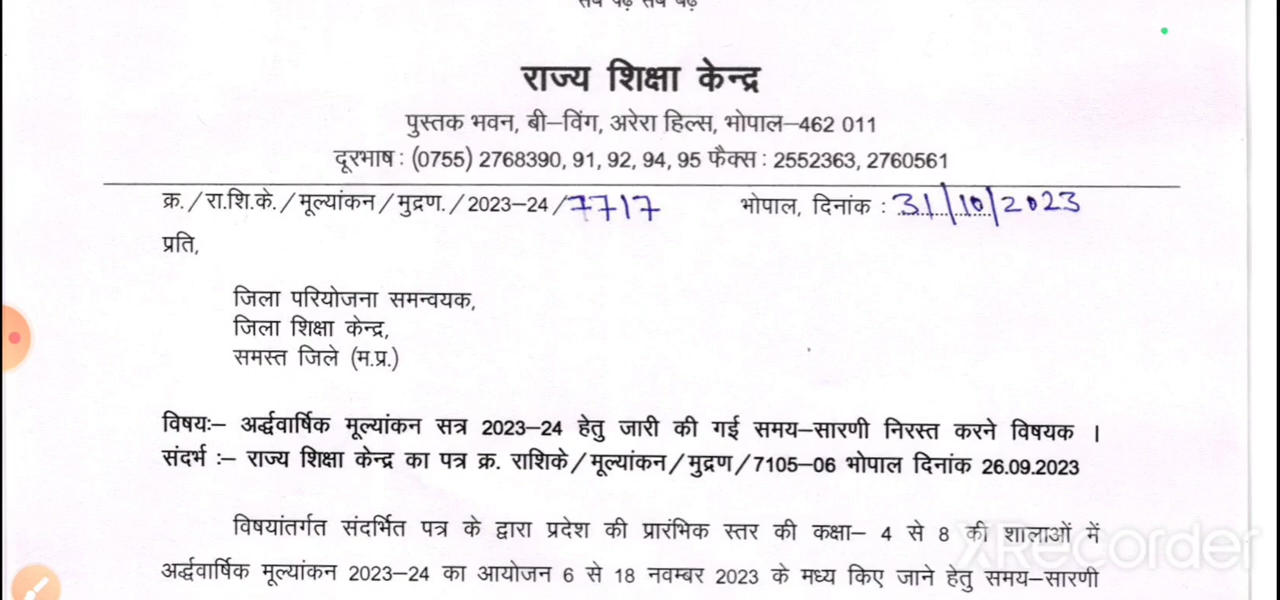 राज्य शिक्षा केन्द्र
पुस्तक भवन, बी–विंग, अरेरा हिल्स, भोपाल–462 011
दूरभाष : (0755) 2768390, 91, 92, 94, 95 फैक्स : 2552363, 2760561
क्र./रा.शि.के./मूल्यांकन/मुद्रण./2023–24/7717 भोपाल, दिनांक : 31/10/2023
प्रति,
जिला परियोजना समन्वयक,
जिला शिक्षा केन्द्र,
समस्त जिले (म.प्र.)
विषयः– अर्द्धवार्षिक मूल्यांकन सत्र 2023–24 हेतु जारी की गई समय–सारणी निरस्त करने विषयक ।
संदर्भ :– राज्य शिक्षा केन्द्र का पत्र क्र. राशिके/मूल्यांकन/मुद्रण/7105–06 भोपाल दिनांक 26.09.2023
विषयांतर्गत संदर्भित पत्र के द्वारा प्रदेश की प्रारंभिक स्तर की कक्षा– 4 से 8 की शालाओं में
अर्द्धवार्षिक मूल्यांकन 2023–24 का आयोजन 6 से 18 नवम्बर 2023 के मध्य किए जाने हेतु समय–सारणी
XRecorder